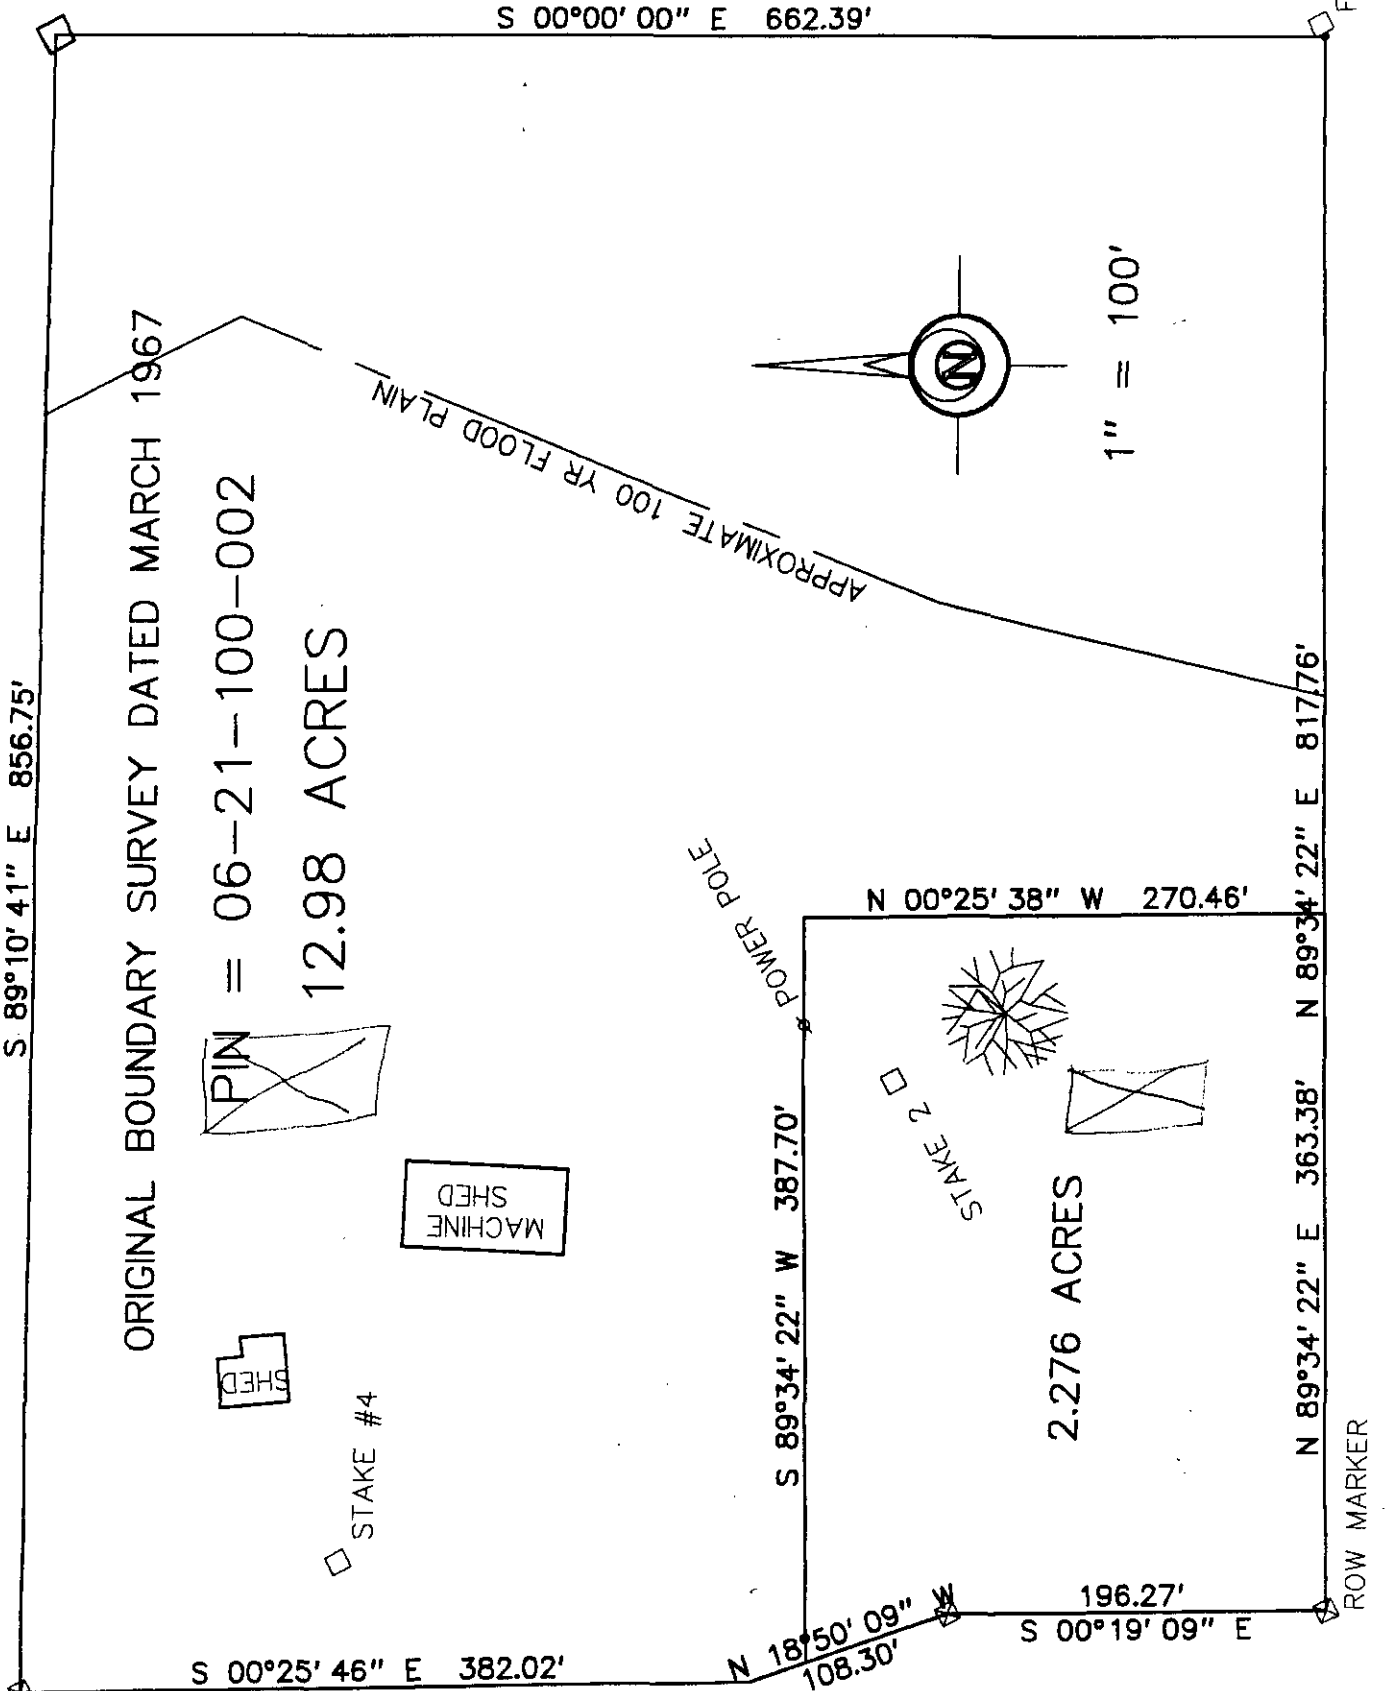 S 00°00' 00" E 662.39'
S 89°10' 41" E 856.75'
ORIGINAL BOUNDARY SURVEY DATED MARCH 1967
PIN = 06-21-100-002
12.98 ACRES
APPROXIMATE 100 YR FLOOD PLAIN
N
1" = 100'
POWER POLE
N 00°25' 38" W 270.46'
N 89°34' 22" E 817.76'
S 89°34' 22" W 387.70'
STAKE 2
2.276 ACRES
N 89°34' 22" E 363.38'
MACHINE
SHED
SHED
STAKE #4
S 00°25' 46" E 382.02'
N 18°50' 09" W
108.30'
196.27'
S 00°19' 09" E
ROW MARKER